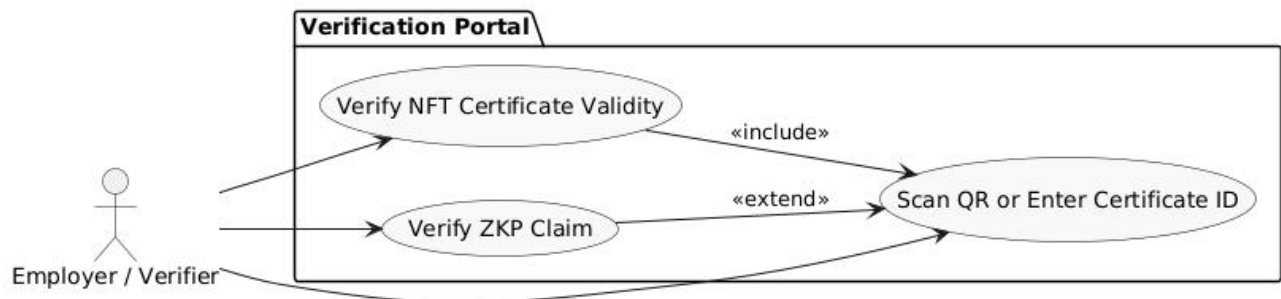 Verification Portal
Verify NFT Certificate Validity
«include»
Scan QR or Enter Certificate ID
«extend»
Verify ZKP Claim
Employer / Verifier